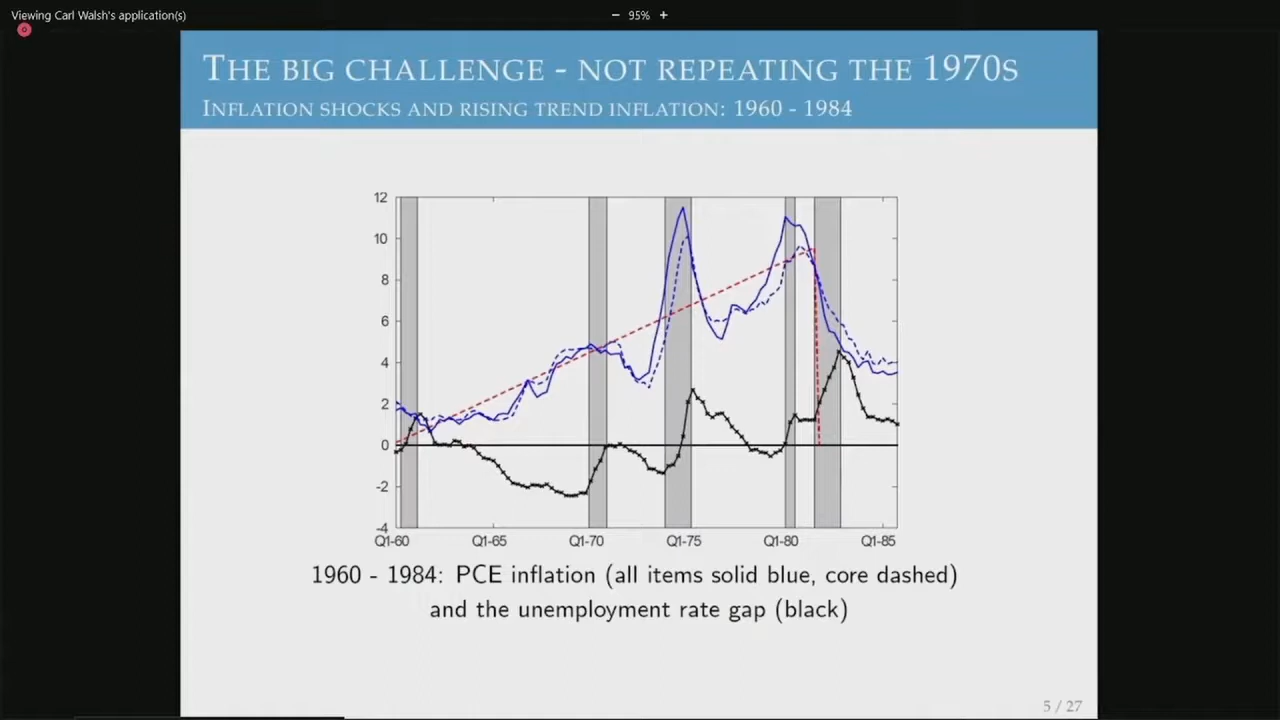 Viewing Carl Walsh's application(s)
− 95% +
THE BIG CHALLENGE - NOT REPEATING THE 1970S
INFLATION SHOCKS AND RISING TREND INFLATION: 1960 - 1984
12
10
8
6
4
2
0
-2
-4
Q1-60 Q1-65 Q1-70 Q1-75 Q1-80 Q1-85
1960 - 1984: PCE inflation (all items solid blue, core dashed)
and the unemployment rate gap (black)
5 / 27